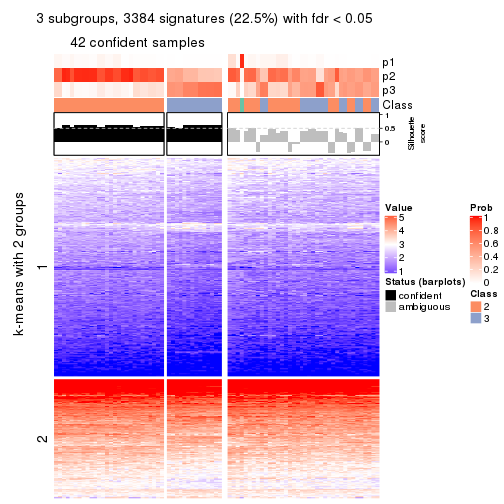 3 subgroups, 3384 signatures (22.5%) with fdr < 0.05
42 confident samples
p1
p2
p3
Class
1
0.5
0
Silhouette
score
k-means with 2 groups
1
2
Value
5
4
3
2
1
Status (barplots)
confident
ambiguous
Prob
1
0.8
0.6
0.4
0.2
0
Class
2
3